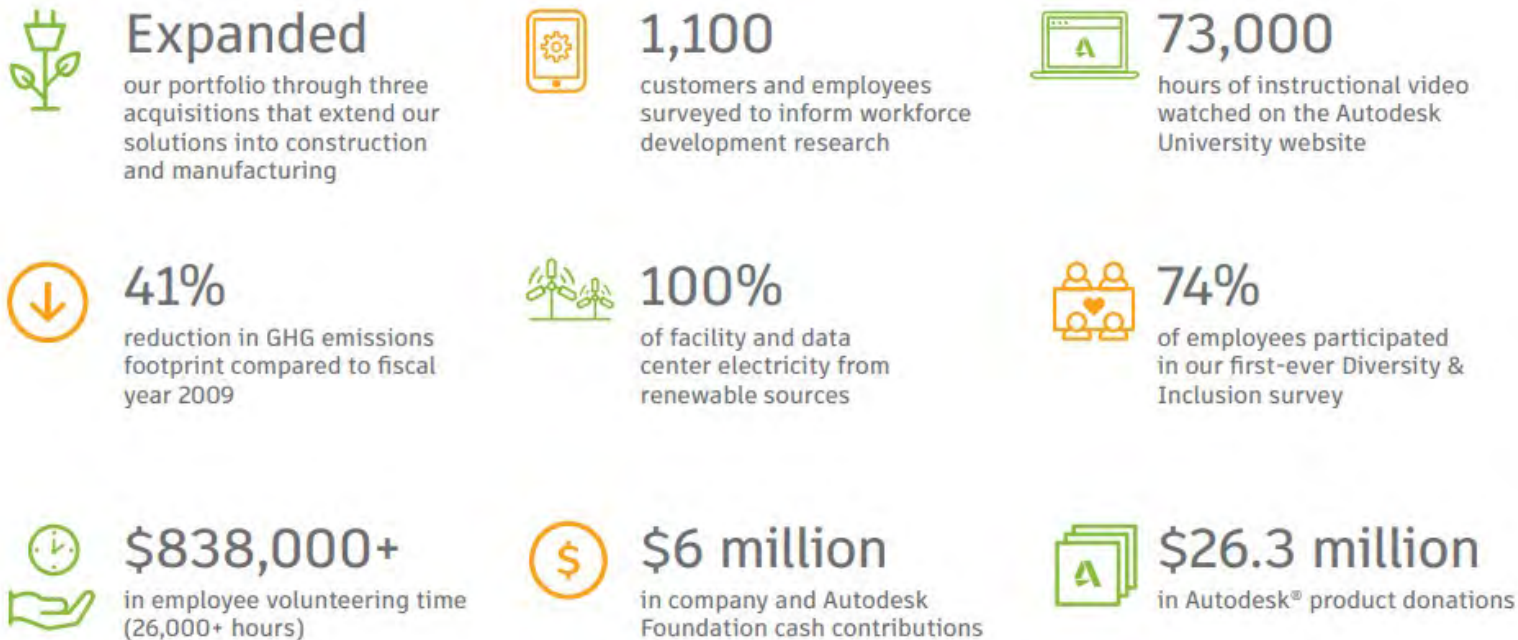 Expanded
our portfolio through three
acquisitions that extend our
solutions into construction
and manufacturing
1,100
customers and employees
surveyed to inform workforce
development research
73,000
hours of instructional video
watched on the Autodesk
University website
41%
reduction in GHG emissions
footprint compared to fiscal
year 2009
100%
of facility and data
center electricity from
renewable sources
74%
of employees participated
in our first-ever Diversity &
Inclusion survey
$838,000+
in employee volunteering time
(26,000+ hours)
$
$6 million
in company and Autodesk
Foundation cash contributions
$26.3 million
in Autodesk® product donations